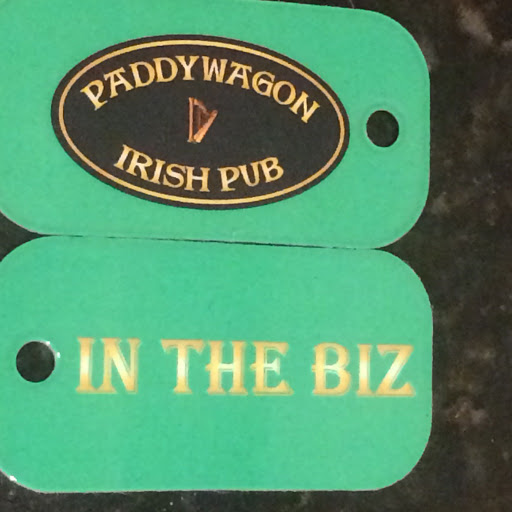 PADDYWAGON
IRISH PUB
IN THE BIZ